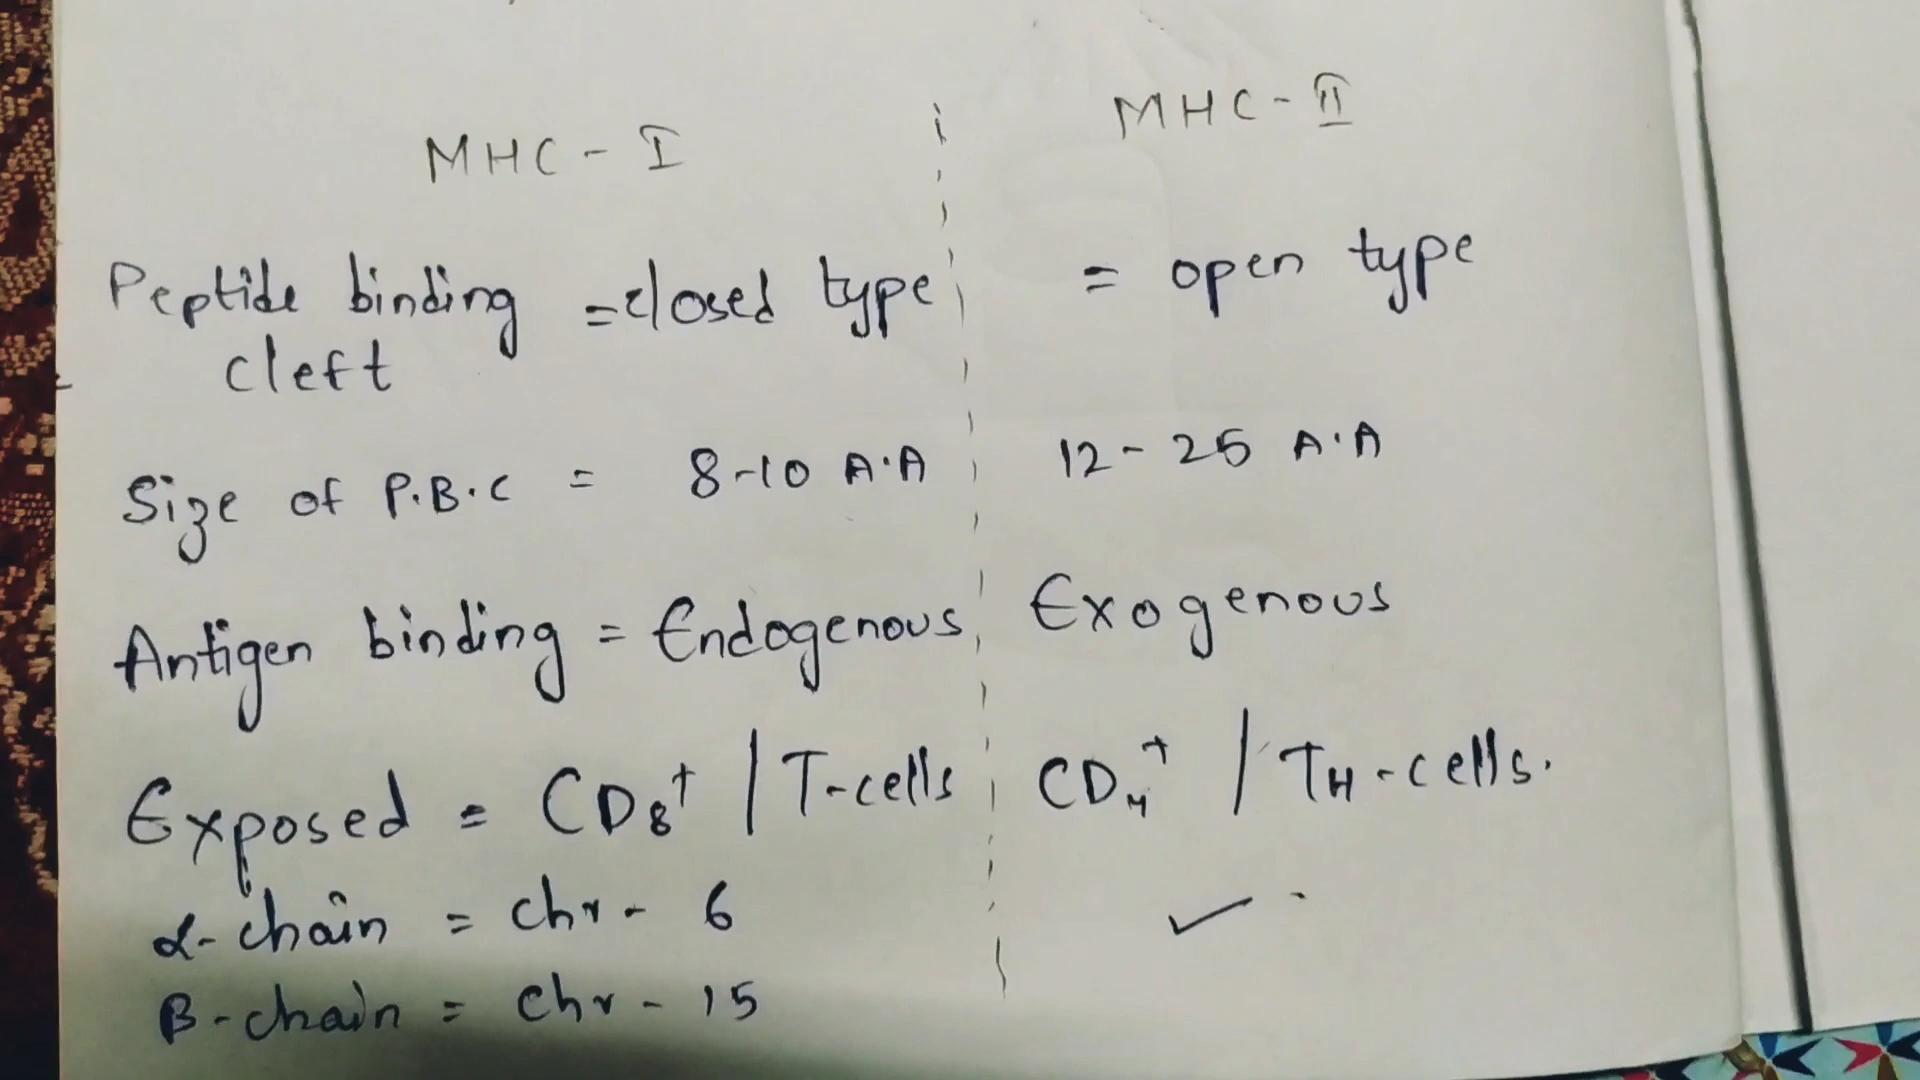 MHC - I MHC - II
Peptide binding = closed type = open type
cleft
Size of P.B.C = 8-10 A.A 12 - 25 A.A
Antigen binding = Endogenous Exogenous
Exposed = CD8+ / T-cells CD4+ / TH-cells.
α-chain = chr - 6 ✓
β-chain = chr - 15